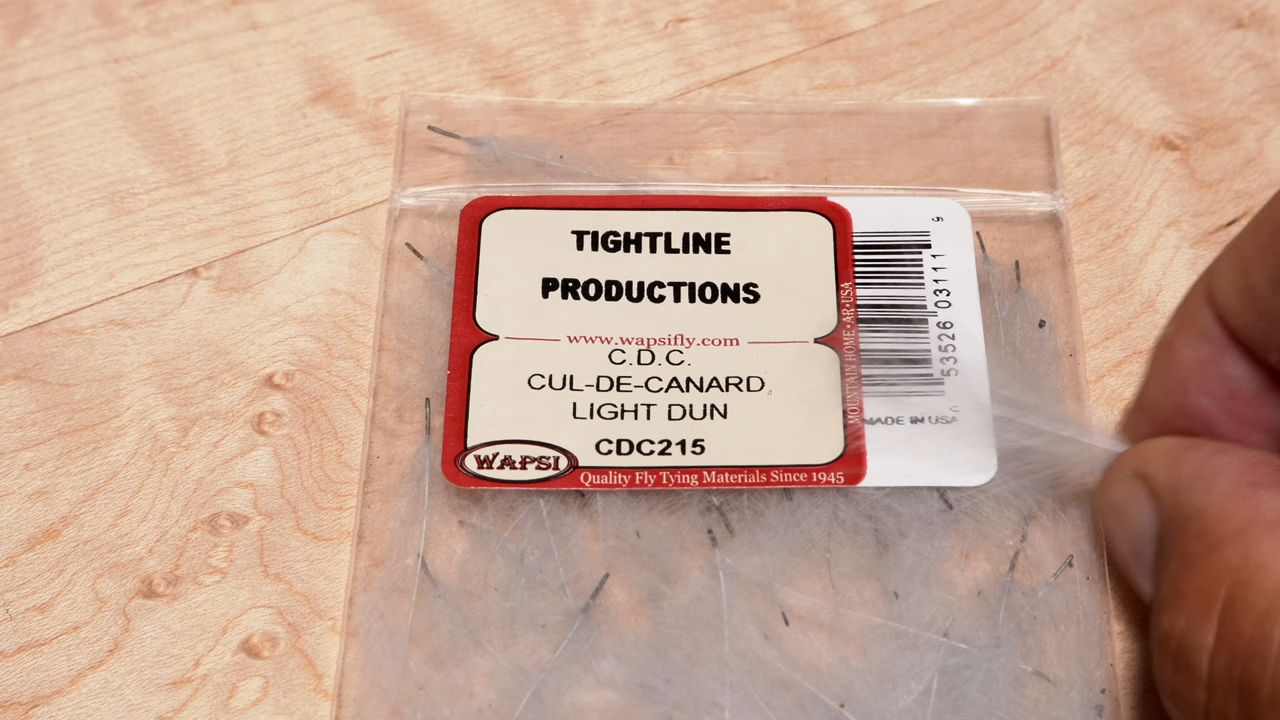 TIGHTLINE
PRODUCTIONS
www.wapsifly.com
C.D.C.
CUL-DE-CANARD
LIGHT DUN
CDC215
WAPSI
Quality Fly Tying Materials Since 1945
MOUNTAIN HOME • AR • USA
53526 03111 9
MADE IN USA